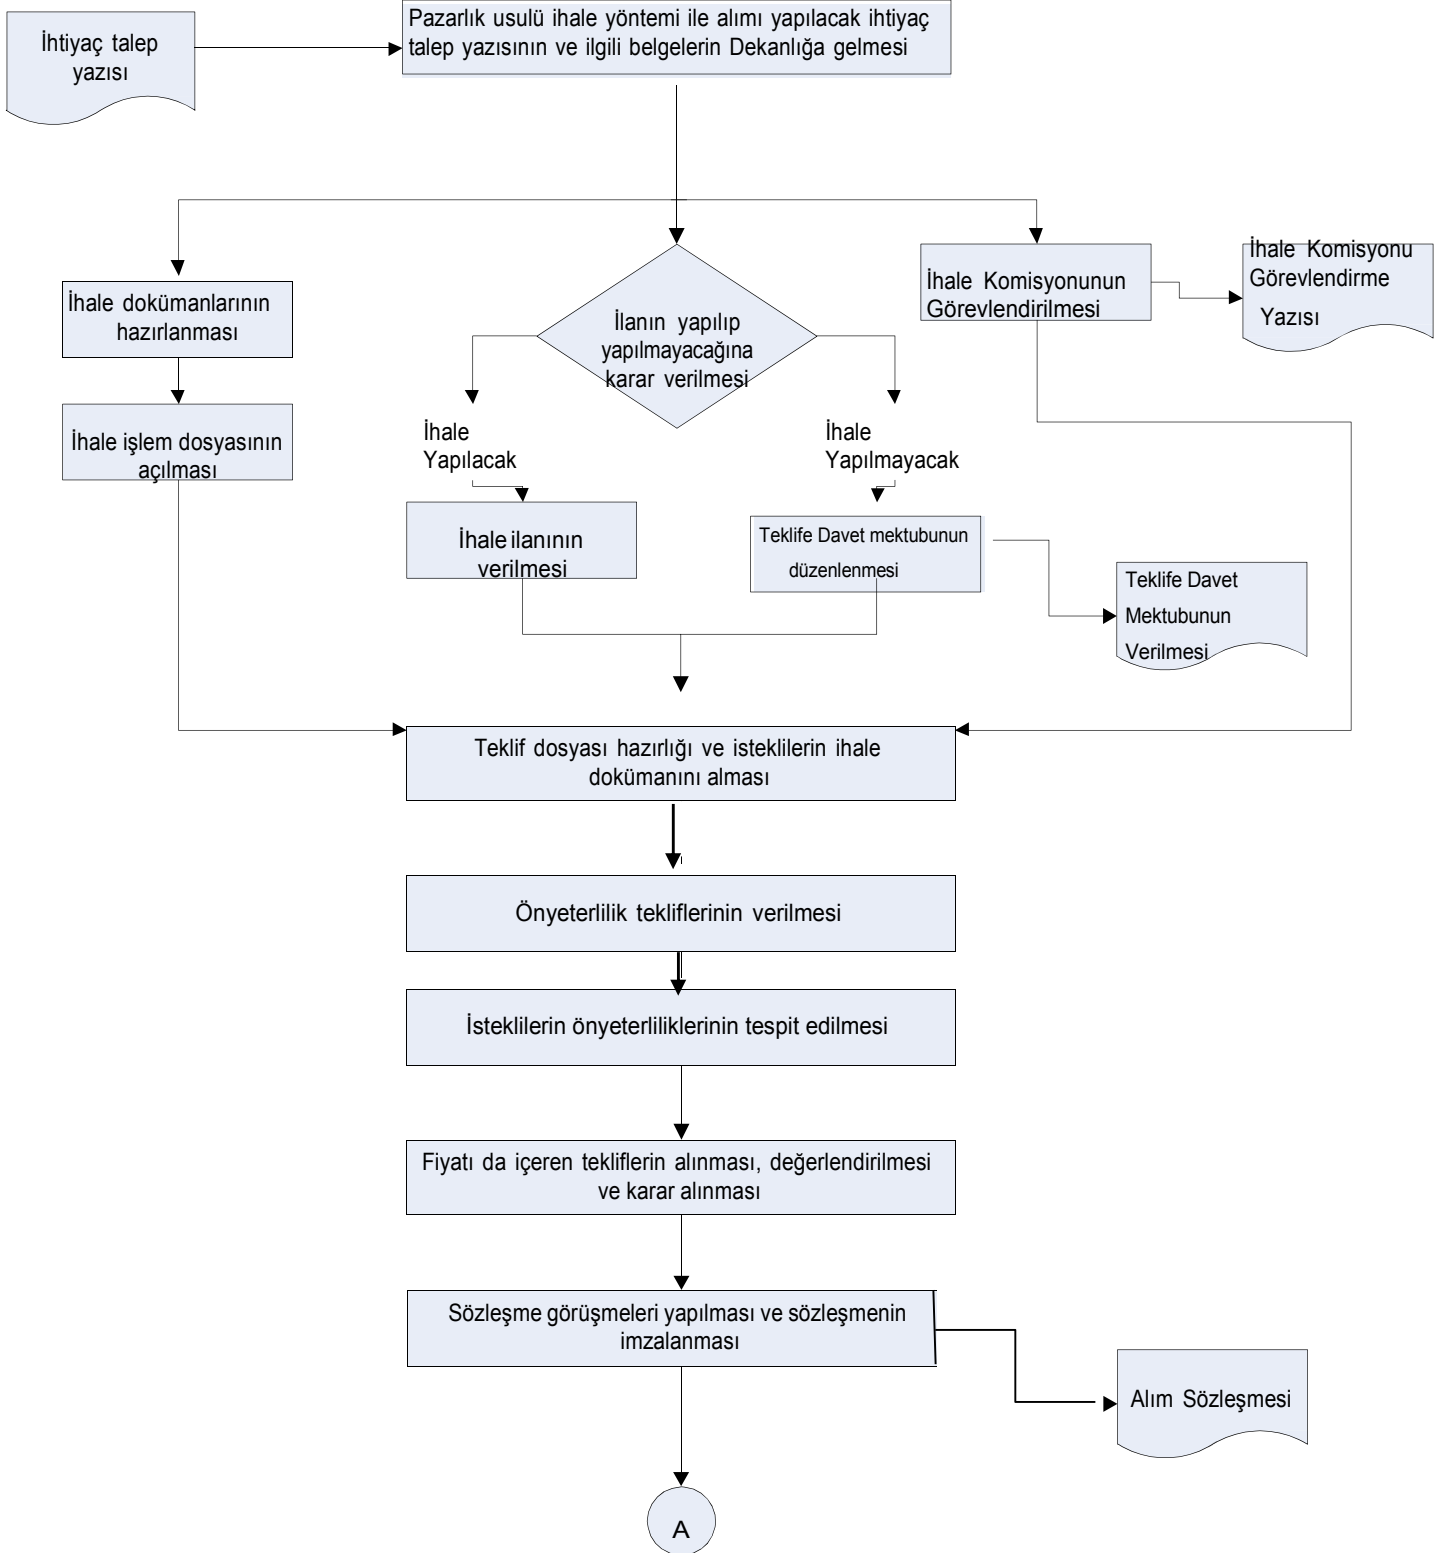 İhtiyaç talep
yazısı
Pazarlık usulü ihale yöntemi ile alımı yapılacak ihtiyaç
talep yazısının ve ilgili belgelerin Dekanlığa gelmesi
İhale dokümanlarının
hazırlanması
İhale işlem dosyasının
açılması
İlanın yapılıp
yapılmayacağına
karar verilmesi
İhale Komisyonunun
Görevlendirilmesi
İhale Komisyonu
Görevlendirme
Yazısı
İhale
Yapılacak
İhale
Yapılmayacak
İhale ilanının
verilmesi
Teklife Davet mektubunun
düzenlenmesi
Teklife Davet
Mektubunun
Verilmesi
Teklif dosyası hazırlığı ve isteklilerin ihale
dokümanını alması
Önyeterlilik tekliflerinin verilmesi
İsteklilerin önyeterliliklerinin tespit edilmesi
Fiyatı da içeren tekliflerin alınması, değerlendirilmesi
ve karar alınması
Sözleşme görüşmeleri yapılması ve sözleşmenin
imzalanması
Alım Sözleşmesi
A